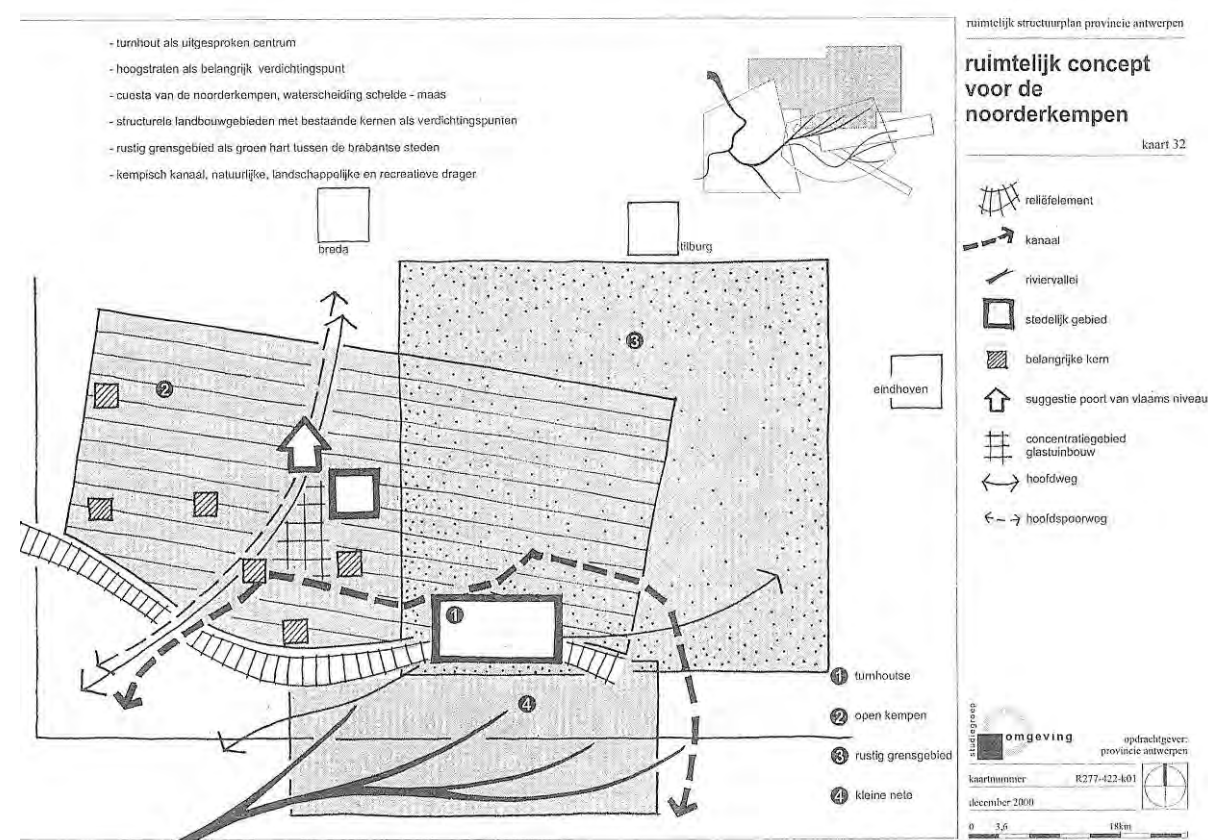 - turnhout als uitgesproken centrum
- hoogstraten als belangrijk verdichtingspunt
- cuesta van de noorderkempen, waterscheiding schelde - maas
- structurele landbouwgebieden met bestaande kernen als verdichtingspunten
- rustig grensgebied als groen hart tussen de brabantse steden
- kempisch kanaal, natuurlijke, landschappelijke en recreatieve drager
breda
tilburg
eindhoven
3
2
1
4
1 turnhoutse
2 open kempen
3 rustig grensgebied
4 kleine nete
ruimtelijk structuurplan provincie antwerpen
ruimtelijk concept
voor de
noorderkempen
kaart 32
reliëfelement
kanaal
riviervallei
stedelijk gebied
belangrijke kern
suggestie poort van vlaams niveau
concentratiegebied
glastuinbouw
hoofdweg
hoofdspoorweg
studiegroep
omgeving
opdrachtgever:
provincie antwerpen
kaartnummer R277-422-k01
december 2000
0 3,6 18km